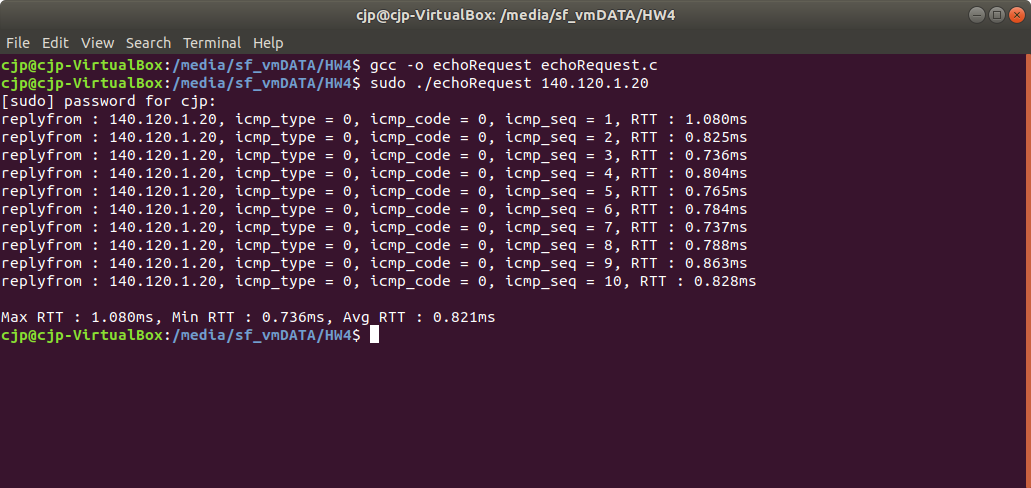 cjp@cjp-VirtualBox: /media/sf_vmDATA/HW4
File Edit View Search Terminal Help
cjp@cjp-VirtualBox:/media/sf_vmDATA/HW4$ gcc -o echoRequest echoRequest.c
cjp@cjp-VirtualBox:/media/sf_vmDATA/HW4$ sudo ./echoRequest 140.120.1.20
[sudo] password for cjp:
replyfrom : 140.120.1.20, icmp_type = 0, icmp_code = 0, icmp_seq = 1, RTT : 1.080ms
replyfrom : 140.120.1.20, icmp_type = 0, icmp_code = 0, icmp_seq = 2, RTT : 0.825ms
replyfrom : 140.120.1.20, icmp_type = 0, icmp_code = 0, icmp_seq = 3, RTT : 0.736ms
replyfrom : 140.120.1.20, icmp_type = 0, icmp_code = 0, icmp_seq = 4, RTT : 0.804ms
replyfrom : 140.120.1.20, icmp_type = 0, icmp_code = 0, icmp_seq = 5, RTT : 0.765ms
replyfrom : 140.120.1.20, icmp_type = 0, icmp_code = 0, icmp_seq = 6, RTT : 0.784ms
replyfrom : 140.120.1.20, icmp_type = 0, icmp_code = 0, icmp_seq = 7, RTT : 0.737ms
replyfrom : 140.120.1.20, icmp_type = 0, icmp_code = 0, icmp_seq = 8, RTT : 0.788ms
replyfrom : 140.120.1.20, icmp_type = 0, icmp_code = 0, icmp_seq = 9, RTT : 0.863ms
replyfrom : 140.120.1.20, icmp_type = 0, icmp_code = 0, icmp_seq = 10, RTT : 0.828ms
Max RTT : 1.080ms, Min RTT : 0.736ms, Avg RTT : 0.821ms
cjp@cjp-VirtualBox:/media/sf_vmDATA/HW4$